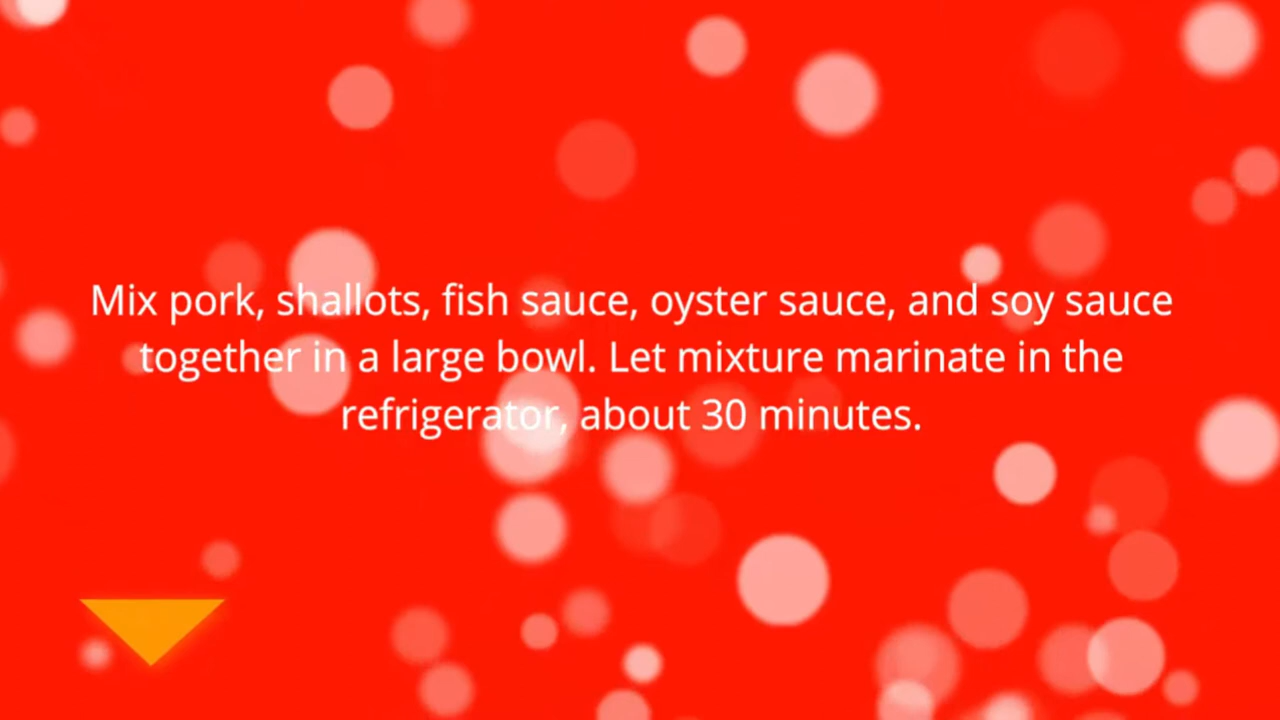 Mix pork, shallots, fish sauce, oyster sauce, and soy sauce
together in a large bowl. Let mixture marinate in the
refrigerator, about 30 minutes.